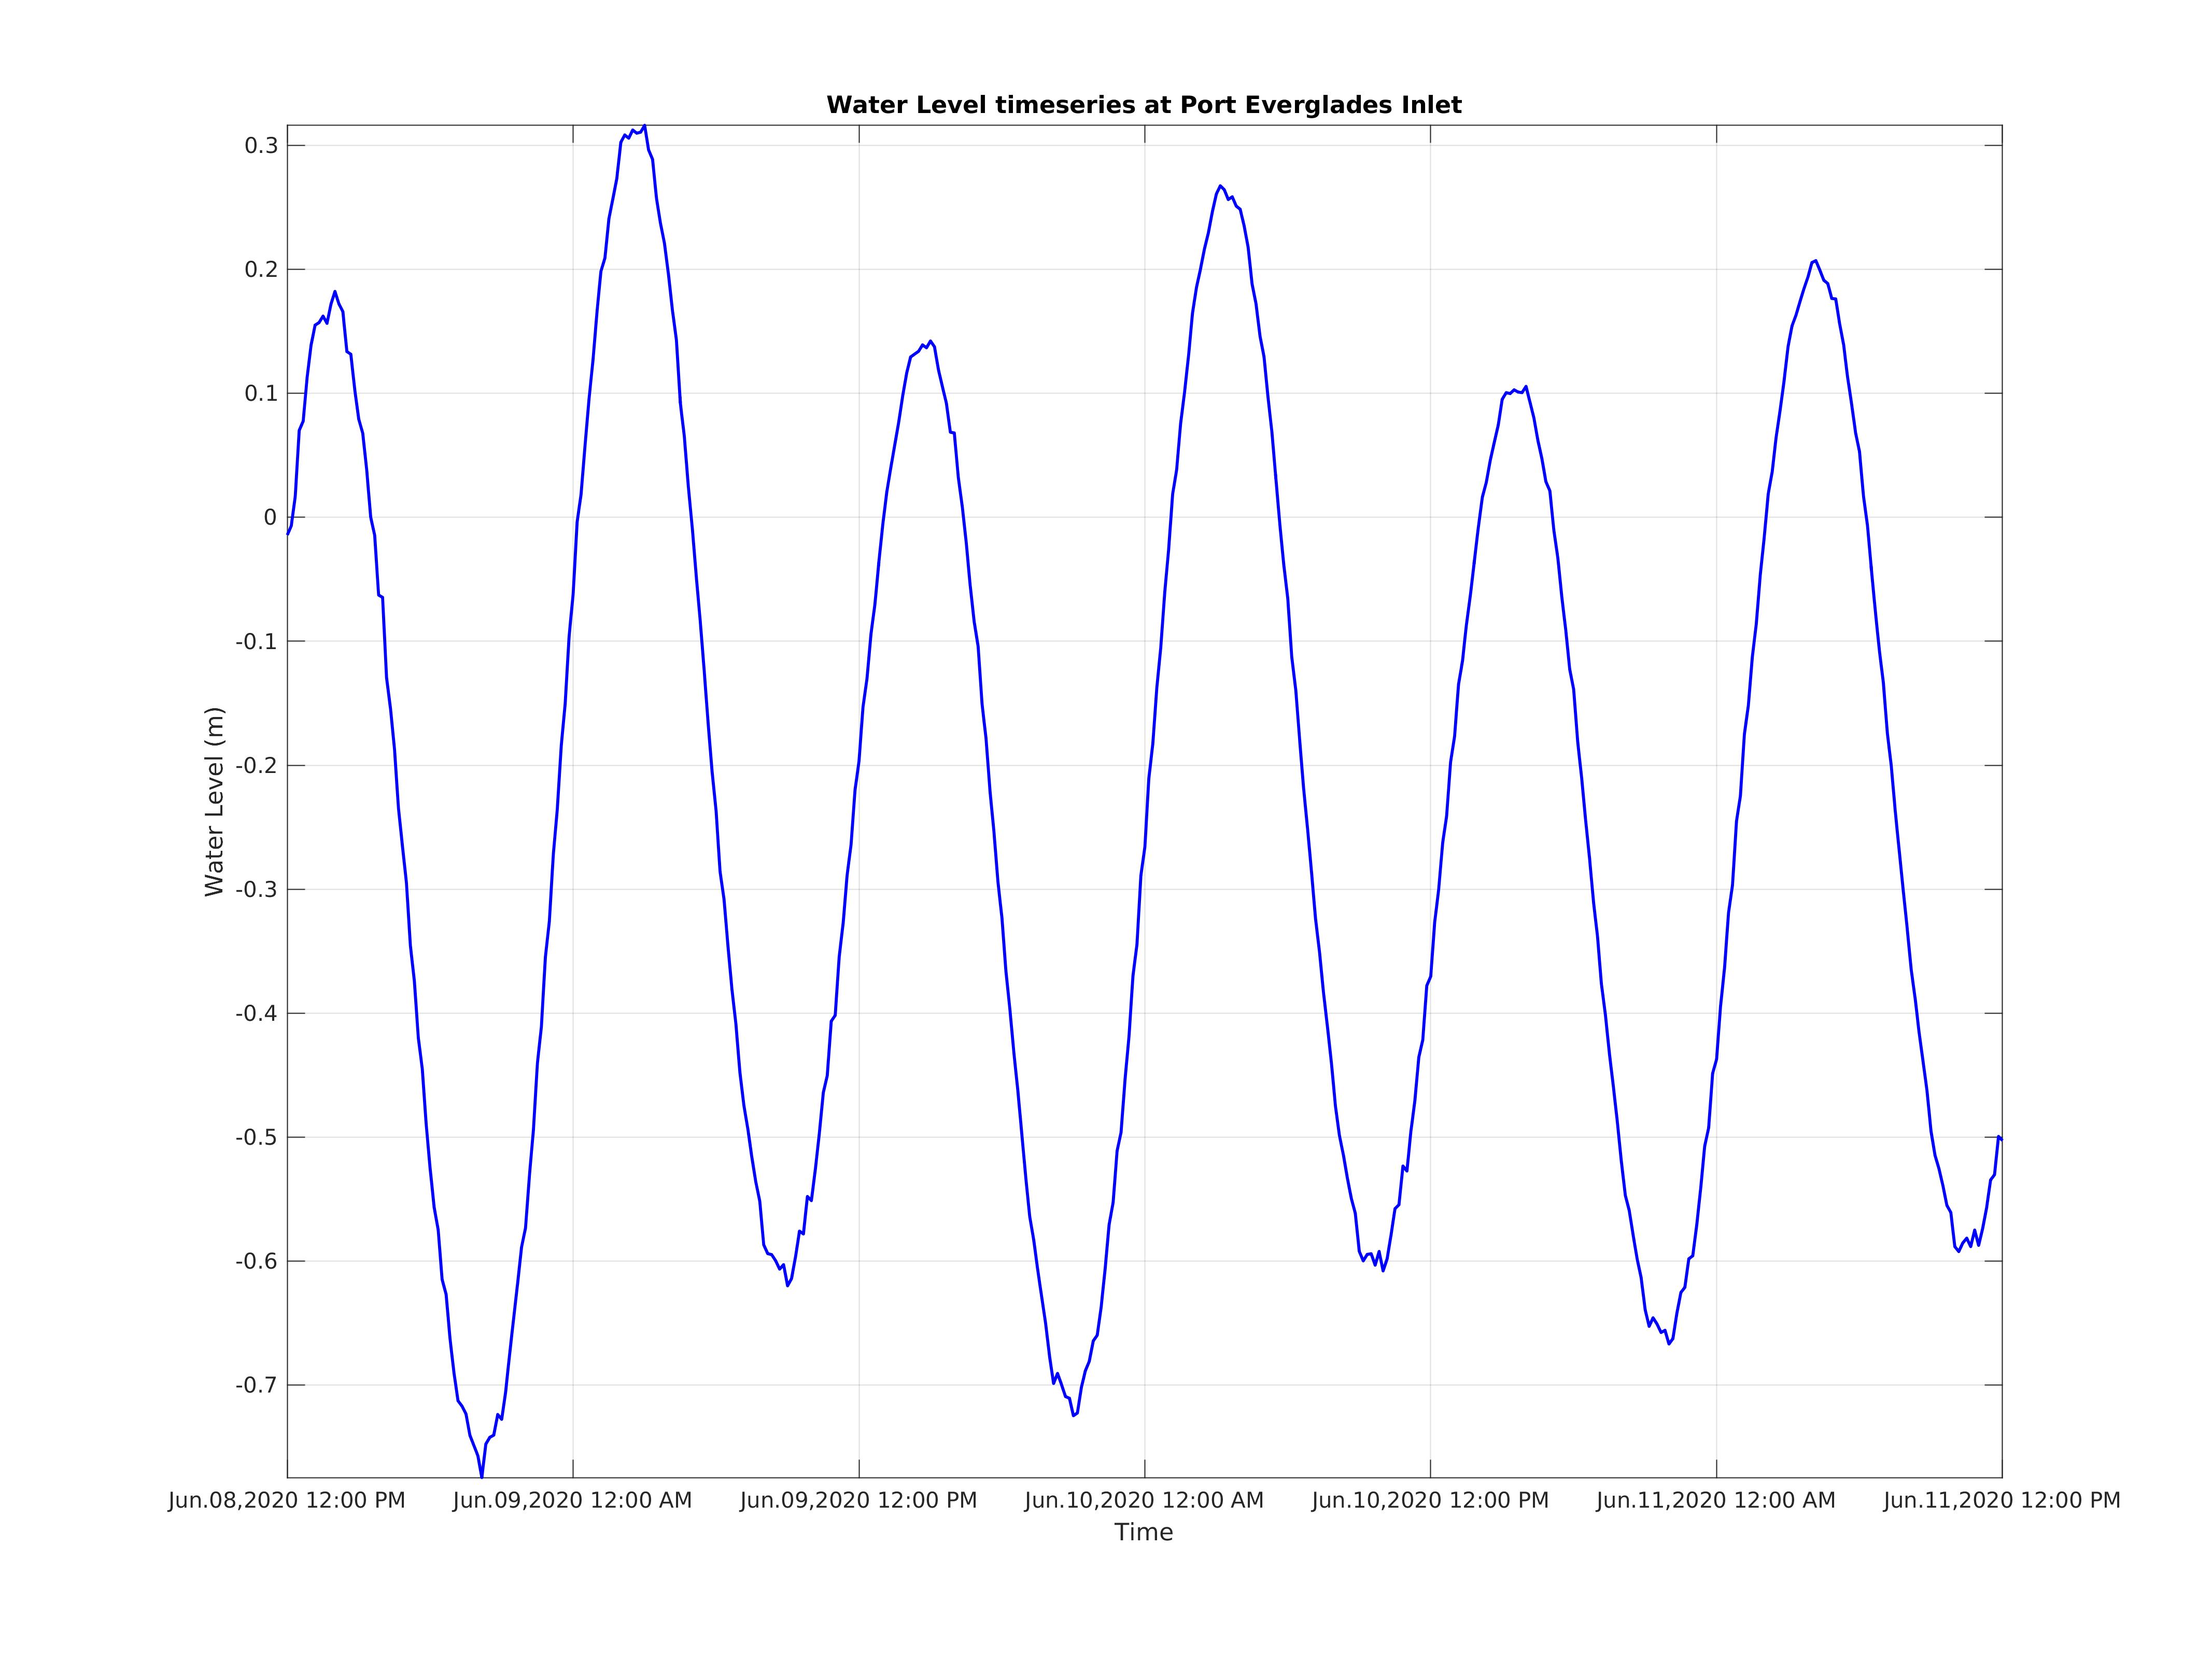 Water Level timeseries at Port Everglades Inlet
0.3
0.2
0.1
0
-0.1
-0.2
-0.3
-0.4
-0.5
-0.6
-0.7
Water Level (m)
Jun.08,2020 12:00 PM
Jun.09,2020 12:00 AM
Jun.09,2020 12:00 PM
Jun.10,2020 12:00 AM
Jun.10,2020 12:00 PM
Jun.11,2020 12:00 AM
Jun.11,2020 12:00 PM
Time